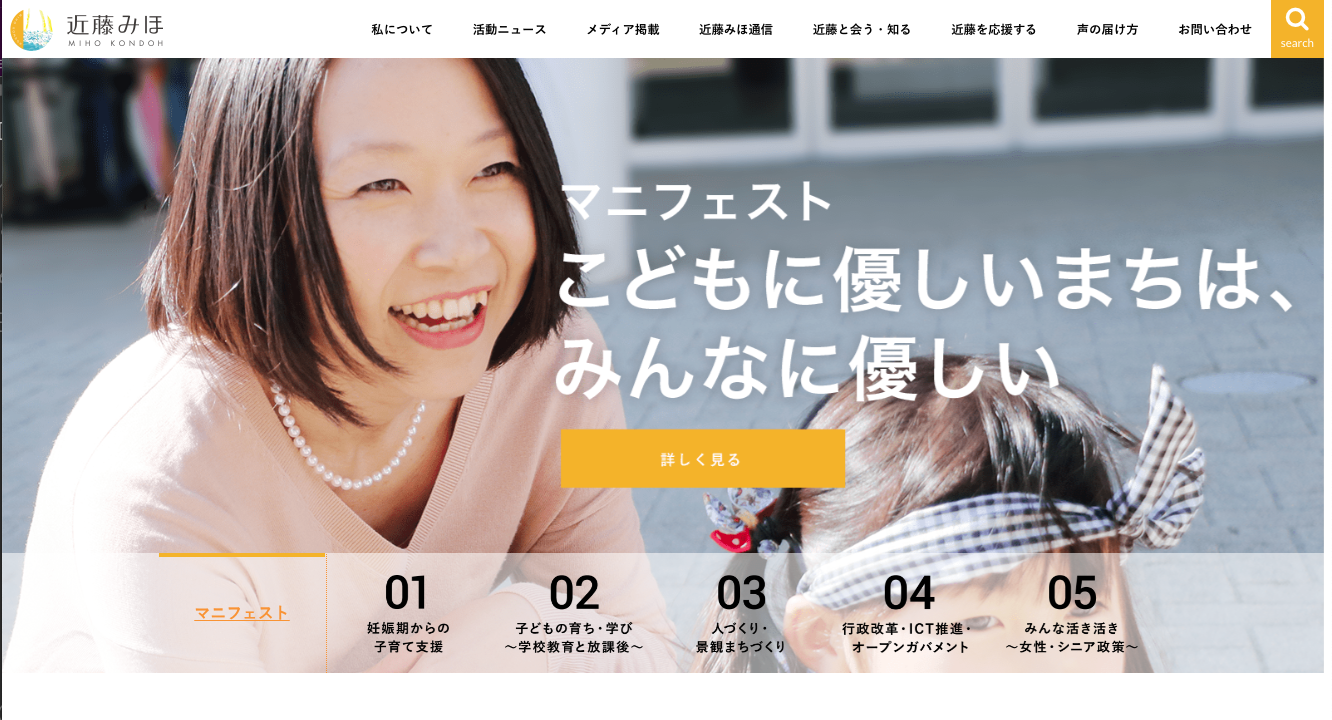 近藤みほ
MIHO KONDOH
私について
活動ニュース
メディア掲載
近藤みほ通信
近藤と会う・知る
近藤を応援する
声の届け方
お問い合わせ
search
マニフェスト
こどもに優しいまちは、
みんなに優しい
詳しく見る
マニフェスト
01
妊娠期からの
子育て支援
02
子どもの育ち・学び
〜学校教育と放課後〜
03
人づくり・
景観まちづくり
04
行政改革・ICT推進・
オープンガバメント
05
みんな活き活き
〜女性・シニア政策〜